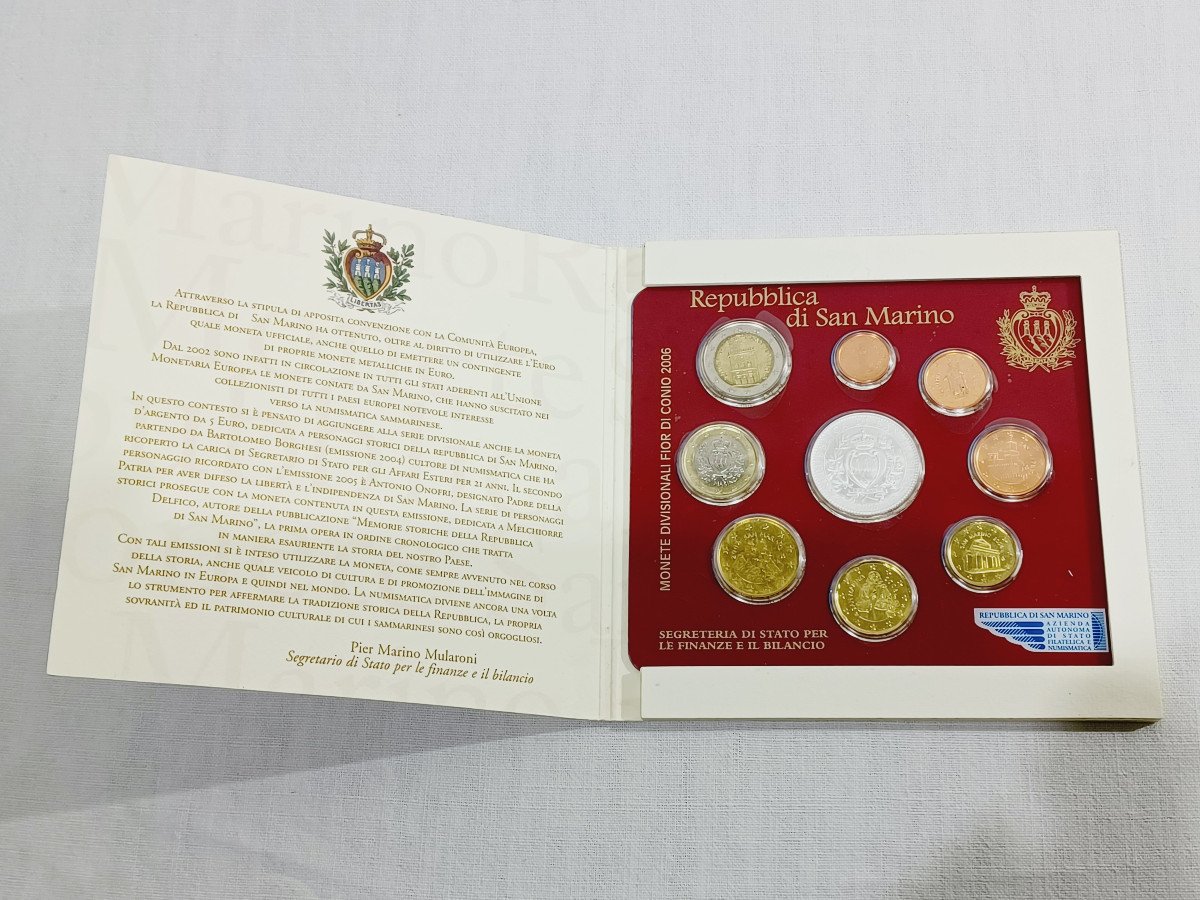 LIBERTAS
Attraverso la stipula di apposita convenzione con la Comunità Europea,
la Repubblica di San Marino ha ottenuto, oltre al diritto di utilizzare l'Euro
quale moneta ufficiale, anche quello di emettere un contingente
di proprie monete metalliche in Euro.
Dal 2002 sono infatti in circolazione in tutti gli stati aderenti all'Unione
Monetaria Europea le monete coniate da San Marino, che hanno suscitato nei
collezionisti di tutti i paesi europei notevole interesse
verso la numismatica sammarinese.
In questo contesto si è pensato di aggiungere alla serie divisionale anche la moneta
d'argento da 5 Euro, dedicata a personaggi storici della Repubblica di San Marino,
partendo da Bartolomeo Borghesi (emissione 2004) cultore di numismatica che ha
ricoperto la carica di Segretario di Stato per gli Affari Esteri per 21 anni. Il secondo
personaggio ricordato con l'emissione 2005 è Antonio Onofri, designato Padre della
Patria per aver difeso la libertà e l'indipendenza di San Marino. La serie di personaggi
storici prosegue con la moneta contenuta in questa emissione, dedicata a Melchiorre
Delfico, autore della pubblicazione "Memorie storiche della Repubblica
di San Marino", la prima opera in ordine cronologico che tratta
in maniera esauriente la storia del nostro Paese.
Con tali emissioni si è inteso utilizzare la moneta, come sempre avvenuto nel corso
della storia, anche quale veicolo di cultura e di promozione dell'immagine di
San Marino in Europa e quindi nel mondo. La numismatica diviene ancora una volta
lo strumento per affermare la tradizione storica della Repubblica, la propria
sovranità ed il patrimonio culturale di cui i sammarinesi sono così orgogliosi.
Pier Marino Mularoni
Segretario di Stato per le finanze e il bilancio
Repubblica
di San Marino
MONETE DIVISIONALI FIOR DI CONIO 2006
SEGRETERIA DI STATO PER
LE FINANZE E IL BILANCIO
REPUBBLICA DI SAN MARINO
AZIENDA
AUTONOMA
DI STATO
FILATELICA E
NUMISMATICA